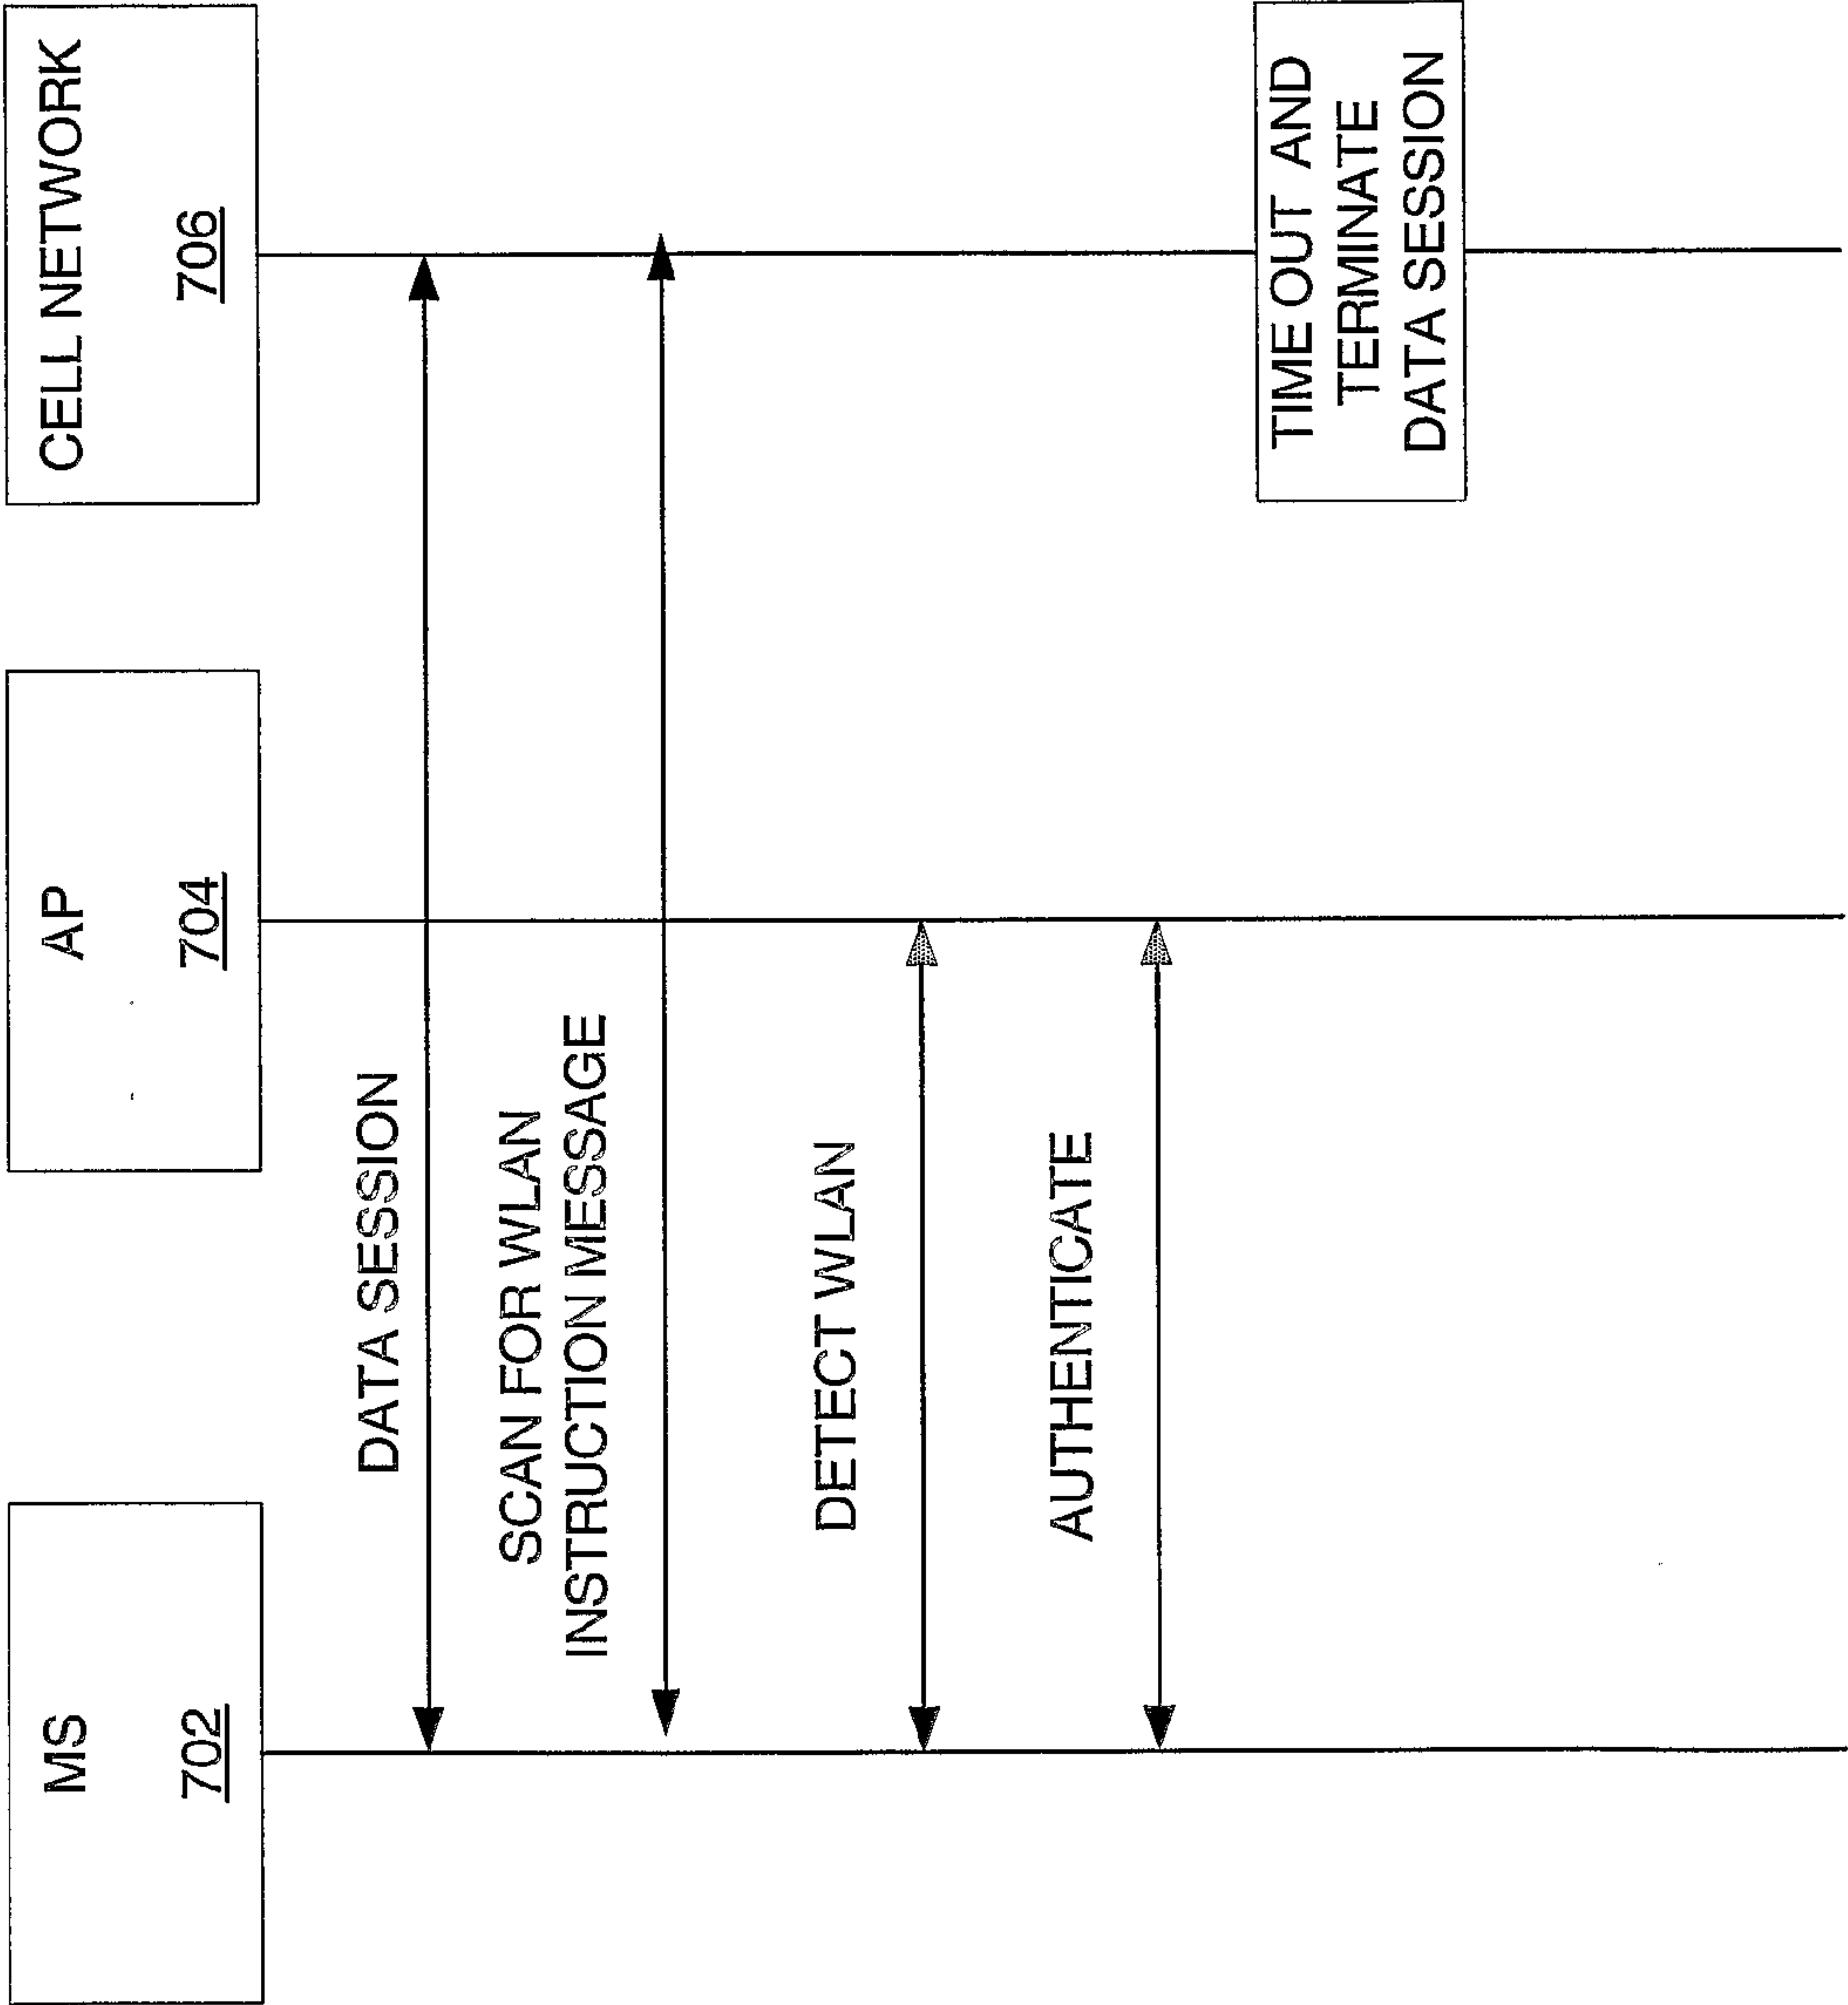 MS
702
AP
704
CELL NETWORK
706
DATA SESSION
SCAN FOR WLAN
INSTRUCTION MESSAGE
DETECT WLAN
AUTHENTICATE
TIME OUT AND
TERMINATE
DATA SESSION